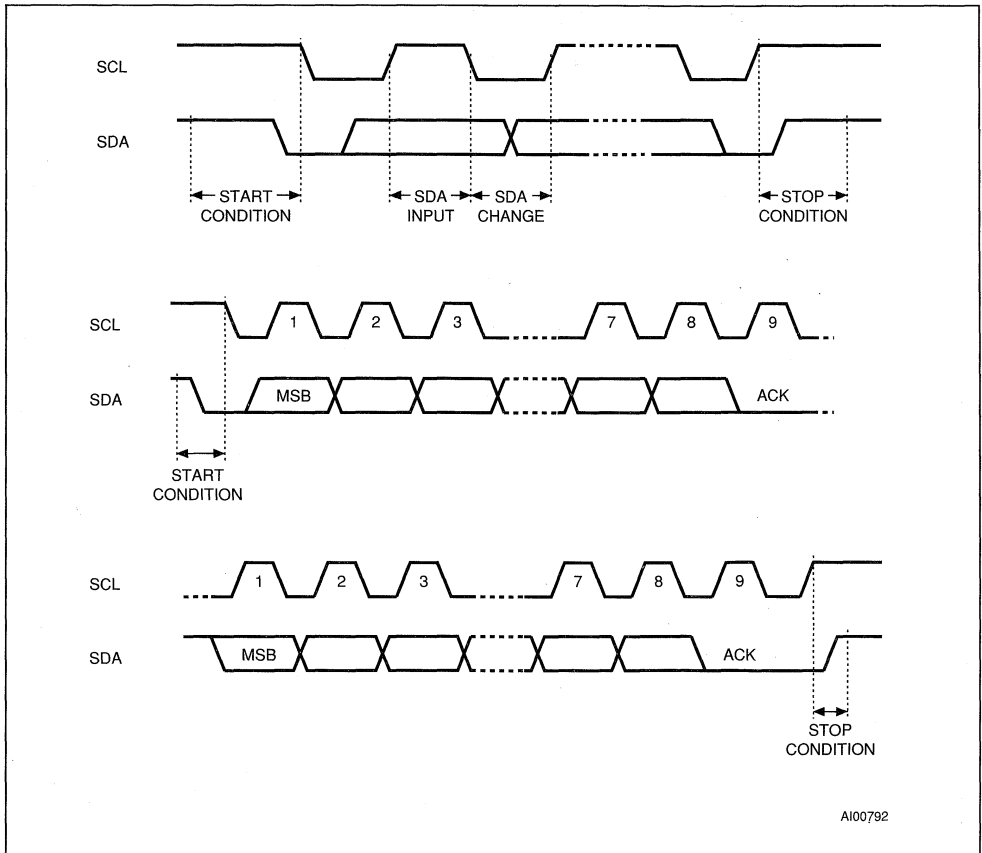 SCL
SDA
START
CONDITION
SDA
INPUT
SDA
CHANGE
STOP
CONDITION
SCL
1 2 3 7 8 9
SDA
MSB
ACK
START
CONDITION
SCL
1 2 3 7 8 9
SDA
MSB
ACK
STOP
CONDITION
AI00792